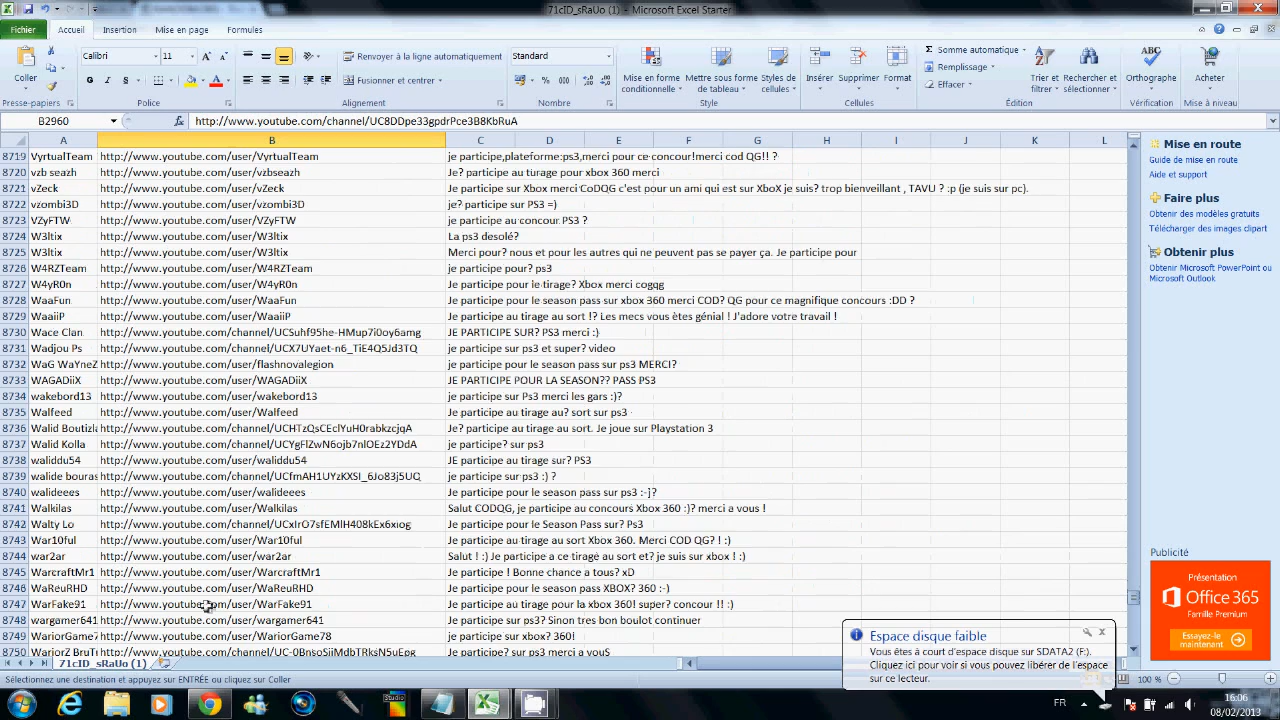 71cID_sRaUo (1) - Microsoft Excel Starter
Fichier Accueil Insertion Mise en page Formules
Coller
Presse-papiers
Calibri 11
G I S
Police
Renvoyer à la ligne automatiquement
Fusionner et centrer
Alignement
Standard
% 000
Nombre
Mise en forme conditionnelle
Mettre sous forme de tableau
Styles de cellules
Style
Insérer Supprimer Format
Cellules
Somme automatique
Remplissage
Effacer
Trier et filtrer
Rechercher et sélectionner
Édition
Orthographe
Vérification
Acheter
Mise à niveau
B2960 fx http://www.youtube.com/channel/UC8DDpe33gpdrPce3B8KbRuA
A B C D E F G H I J K L
8719 VyrtualTeam http://www.youtube.com/user/VyrtualTeam je participe,plateforme:ps3,merci pour ce concour!merci cod QG!! ?
8720 vzb seazh http://www.youtube.com/user/vzbseazh Je? participe au turage pour xbox 360 merci
8721 vZeck http://www.youtube.com/user/vZeck Je participe sur Xbox merci CoDQG c'est pour un ami qui est sur XboX je suis? trop bienveillant , TAVU ? :p (je suis sur pc).
8722 vzombi3D http://www.youtube.com/user/vzombi3D je? participe sur PS3 =)
8723 VZyFTW http://www.youtube.com/user/VZyFTW je participe au concour PS3 ?
8724 W3ltix http://www.youtube.com/user/W3ltix La ps3 desolé?
8725 W3ltix http://www.youtube.com/user/W3ltix Merci pour? nous et pour les autres qui ne peuvent pas se payer ça. Je participe pour
8726 W4RZTeam http://www.youtube.com/user/W4RZTeam je participe pour? ps3
8727 W4yR0n http://www.youtube.com/user/W4yR0n Je participe pour le tirage? Xbox merci cogqg
8728 WaaFun http://www.youtube.com/user/WaaFun Je participe pour le season pass sur xbox 360 merci COD? QG pour ce magnifique concours :DD ?
8729 WaaiiP http://www.youtube.com/user/WaaiiP Je participe pour le tirage au sort !? Les mecs vous ètes génial ! J'adore votre travail !
8730 Wace Clan http://www.youtube.com/channel/UCSuhf95he-HMup7i0oy6amg JE PARTICIPE SUR? PS3 merci :)
8731 Wadjou Ps http://www.youtube.com/channel/UCX7UYaet-n6_TiE4Q5Jd3TQ je participe sur ps3 et super? video
8732 WaG WaYneZ http://www.youtube.com/user/flashnovalegion je participe pour le season pass sur ps3 MERCI?
8733 WAGADiiX http://www.youtube.com/user/WAGADiiX JE PARTICIPE POUR LA SEASON?? PASS PS3
8734 wakebord13 http://www.youtube.com/user/wakebord13 je participe sur Ps3 merci les gars :)?
8735 Walfeed http://www.youtube.com/user/Walfeed Je participe au tirage au? sort sur ps3
8736 Walid Boutizla http://www.youtube.com/channel/UCHTzQsCEclYuH0rabkzcjqA Je? participe au tirage au sort. Je joue sur Playstation 3
8737 Walid Kolla http://www.youtube.com/channel/UCYgFlZwN6ojb7nlOEz2YDdA je participe? sur ps3
8738 waliddu54 http://www.youtube.com/user/waliddu54 JE participe au tirage sur? PS3
8739 walide bouras http://www.youtube.com/channel/UCfmAH1UYzKXSI_6Jo83j5UQ je participe sur ps3 :) ?
8740 walideees http://www.youtube.com/user/walideees Je participe pour le season pass sur ps3 :-]?
8741 Walkilas http://www.youtube.com/user/Walkilas Salut CODQG, je participe au concours Xbox 360 :)? merci a vous !
8742 Walty Lo http://www.youtube.com/channel/UCxIrO7sfEMIH408kEx6xiog Je participe pour le Season Pass sur? Ps3
8743 War10ful http://www.youtube.com/user/War10ful Je participe au tirage au sort Xbox 360. Merci COD QG? ! :)
8744 war2ar http://www.youtube.com/user/war2ar Salut ! :) Je participe a ce tirage au sort et? je suis sur xbox ! :)
8745 WarcraftMr1 http://www.youtube.com/user/WarcraftMr1 Je participe ! Bonne chance a tous? xD
8746 WaReuRHD http://www.youtube.com/user/WaReuRHD Je participe pour le season pass XBOX? 360 :-)
8747 WarFake91 http://www.youtube.com/user/WarFake91 Je participe au tirage pour la xbox 360! super? concour !! :)
8748 wargamer641 http://www.youtube.com/user/wargamer641 Je participe sur ps3? Sinon tres bon boulot continuer
8749 WariorGame7 http://www.youtube.com/user/WariorGame78 je participe sur xbox? 360!
8750
71cID_sRaUo (1)
Sélectionnez une destination et appuyez sur ENTRÉE ou cliquez sur Coller
100 %
Mise en route
Guide de mise en route
Aide et support
Faire plus
Obtenir des modèles gratuits
Télécharger des images clipart
Obtenir plus
Obtenir Microsoft PowerPoint ou Microsoft Outlook
Publicité
Présentation
Office 365
Famille Premium
Essayez-le maintenant
Espace disque faible
Vous êtes à court d'espace disque sur SDATA2 (F:).
Cliquez ici pour voir si vous pouvez libérer de l'espace
sur ce lecteur.
Studio
FR
16:06
08/02/2013